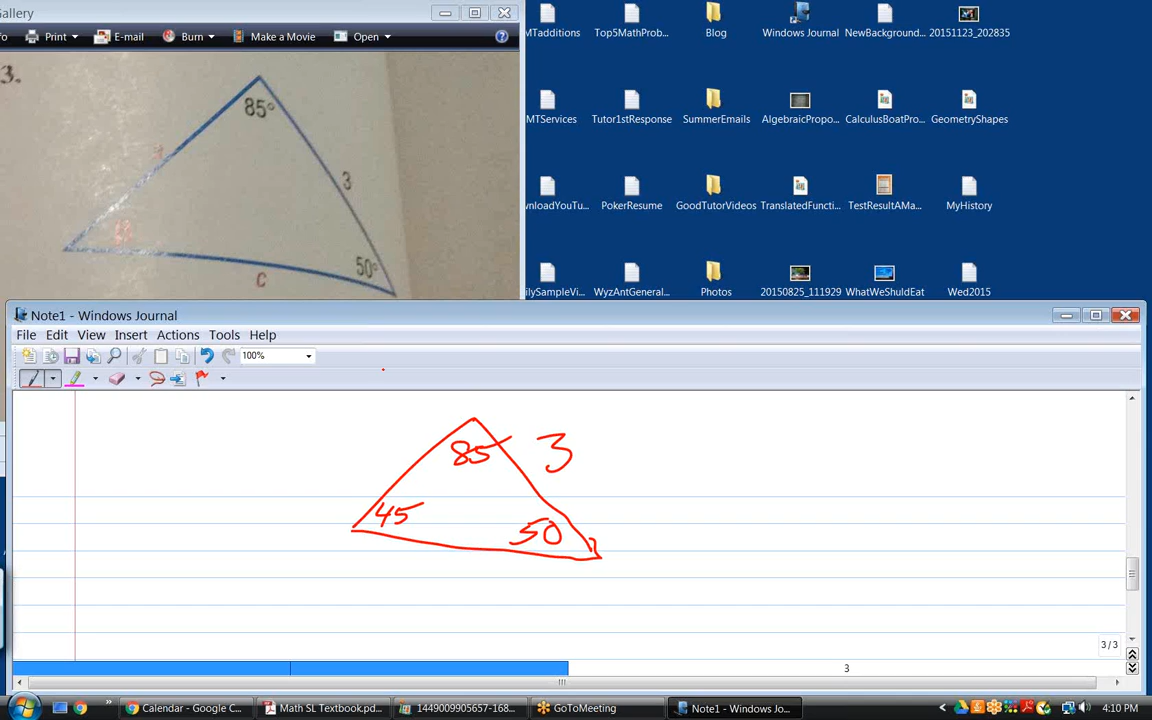 Gallery
Print
E-mail
Burn
Make a Movie
Open
3.
85°
3
50°
C
MTadditions
Top5MathProb...
Blog
Windows Journal
NewBackground...
20151123_202835
MTServices
Tutor1stResponse
SummerEmails
AlgebraicPropo...
CalculusBoatPro...
GeometryShapes
wnloadYouTu...
PokerResume
GoodTutorVideos
TranslatedFuncti...
TestResultAMa...
MyHistory
ilySampleVi...
WyzAntGeneral...
Photos
20150825_111929
WhatWeShuldEat
Wed2015
Note1 - Windows Journal
File Edit View Insert Actions Tools Help
100%
85
3
45
50
3/3
3
Calendar - Google C...
Math SL Textbook.pd...
1449009905657-168...
GoToMeeting
Note1 - Windows Jo...
4:10 PM